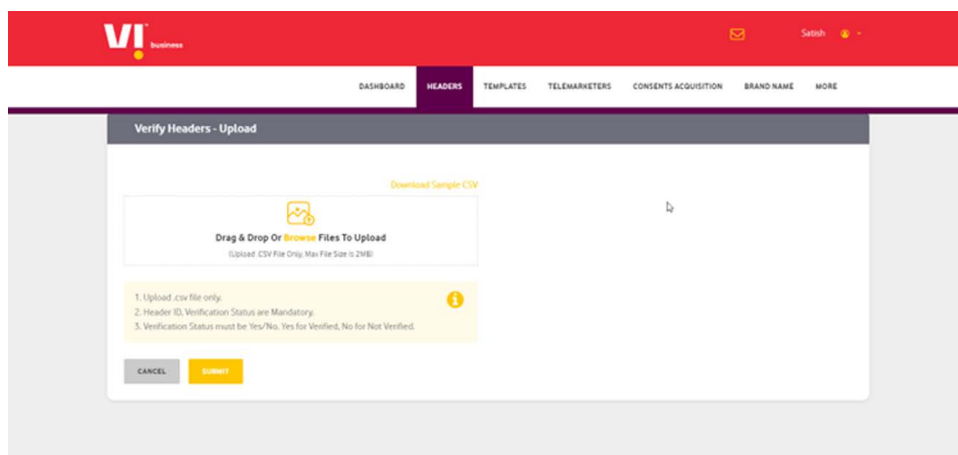 VI business
Satish
DASHBOARD HEADERS TEMPLATES TELEMARKETERS CONSENTS ACQUISITION BRAND NAME MORE
Verify Headers - Upload
Download Sample CSV
Drag & Drop Or Browse Files To Upload
(Upload .CSV File Only, Max File Size Is 2MB)
1. Upload .csv file only.
2. Header ID, Verification Status are Mandatory.
3. Verification Status must be Yes/No. Yes for Verified, No for Not Verified.
CANCEL SUBMIT